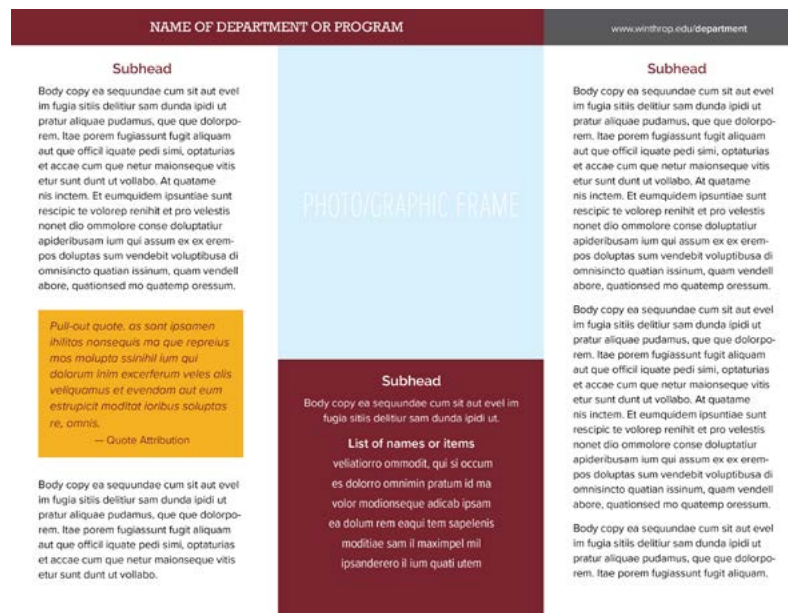 NAME OF DEPARTMENT OR PROGRAM
www.winthrop.edu/department
Subhead
Body copy ea sequundae cum sit aut evel
im fugia sitiis delitiur sam dunda ipidi ut
pratur aliquae pudamus, que que dolorpo-
rem. Itae porem fugiassunt fugit aliquam
aut que officil iquate pedi simi, optaturias
et accae cum que netur maionseque vitis
etur sunt dunt ut vollabo. At quatame
nis inctem. Et eumquidem ipsuntiae sunt
rescipic te volorep renihit et pro velestis
nonet dio ommolore conse doluptatiur
apideribusam ium qui assum ex ex erem-
pos doluptas sum vendebit voluptibusa di
omnisincto quatian issinum, quam vendell
abore, quationsed mo quatemp oressum.
Pull-out quote. as sant ipsamen
ihilitas nonsequis ma que repreius
mos molupta ssinihil ium qui
dolorum inim excerferum veles alis
veliquamus et evendam aut eum
estrupicit moditat ioribus soluptas
re, omnis.
— Quote Attribution
Body copy ea sequundae cum sit aut evel
im fugia sitiis delitiur sam dunda ipidi ut
pratur aliquae pudamus, que que dolorpo-
rem. Itae porem fugiassunt fugit aliquam
aut que officil iquate pedi simi, optaturias
et accae cum que netur maionseque vitis
etur sunt dunt ut vollabo.
PHOTO/GRAPHIC FRAME
Subhead
Body copy ea sequundae cum sit aut evel im
fugia sitiis delitiur sam dunda ipidi ut.
List of names or items
veliatiorro ommodit, qui si occum
es dolorro omnimin pratum id ma
volor modionseque adicab ipsam
ea dolum rem eaqui tem sapelenis
moditiae sam il maximpel mil
ipsanderero il ium quati utem
Subhead
Body copy ea sequundae cum sit aut evel
im fugia sitiis delitiur sam dunda ipidi ut
pratur aliquae pudamus, que que dolorpo-
rem. Itae porem fugiassunt fugit aliquam
aut que officil iquate pedi simi, optaturias
et accae cum que netur maionseque vitis
etur sunt dunt ut vollabo. At quatame
nis inctem. Et eumquidem ipsuntiae sunt
rescipic te volorep renihit et pro velestis
nonet dio ommolore conse doluptatiur
apideribusam ium qui assum ex ex erem-
pos doluptas sum vendebit voluptibusa di
omnisincto quatian issinum, quam vendell
abore, quationsed mo quatemp oressum.
Body copy ea sequundae cum sit aut evel
im fugia sitiis delitiur sam dunda ipidi ut
pratur aliquae pudamus, que que dolorpo-
rem. Itae porem fugiassunt fugit aliquam
aut que officil iquate pedi simi, optaturias
et accae cum que netur maionseque vitis
etur sunt dunt ut vollabo. At quatame
nis inctem. Et eumquidem ipsuntiae sunt
rescipic te volorep renihit et pro velestis
nonet dio ommolore conse doluptatiur
apideribusam ium qui assum ex ex erem-
pos doluptas sum vendebit voluptibusa di
omnisincto quatian issinum, quam vendell
abore, quationsed mo quatemp oressum.
Body copy ea sequundae cum sit aut evel
im fugia sitiis delitiur sam dunda ipidi ut
pratur aliquae pudamus, que que dolorpo-
rem. Itae porem fugiassunt fugit aliquam.